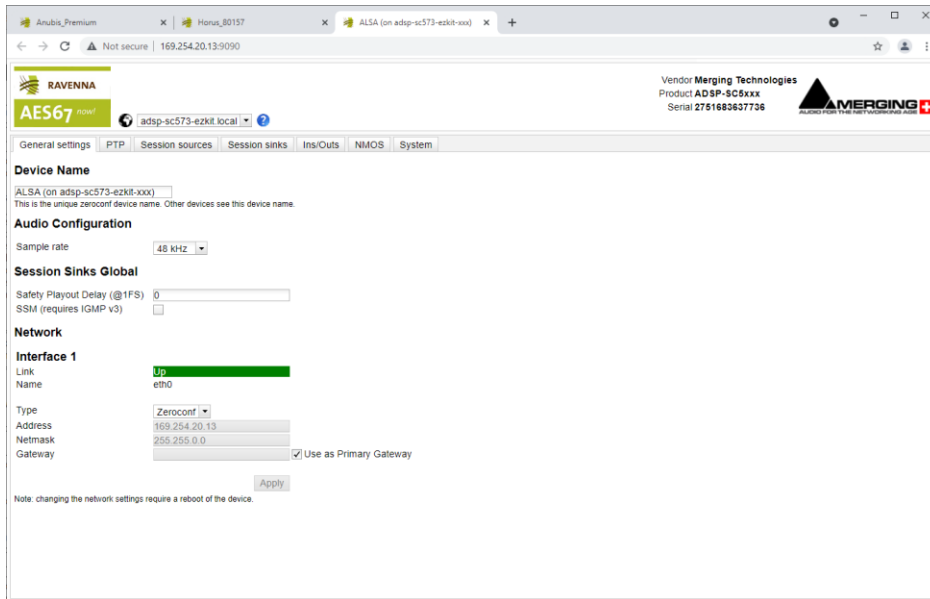 Anubis_Premium
Horus_80157
ALSA (on adsp-sc573-ezkit-xxx)
Not secure
169.254.20.13:9090
RAVENNA
AES67 now!
adsp-sc573-ezkit.local
?
Vendor Merging Technologies
Product ADSP-SC5xxx
Serial 2751683637736
MERGING
AUDIO FOR THE NETWORKING AGE
General settings PTP Session sources Session sinks Ins/Outs NMOS System
Device Name
ALSA (on adsp-sc573-ezkit-xxx)
This is the unique zeroconf device name. Other devices see this device name.
Audio Configuration
Sample rate 48 kHz
Session Sinks Global
Safety Playout Delay (@1FS) 0
SSM (requires IGMP v3)
Network
Interface 1
Link Up
Name eth0
Type Zeroconf
Address 169.254.20.13
Netmask 255.255.0.0
Gateway Use as Primary Gateway
Apply
Note: changing the network settings require a reboot of the device.